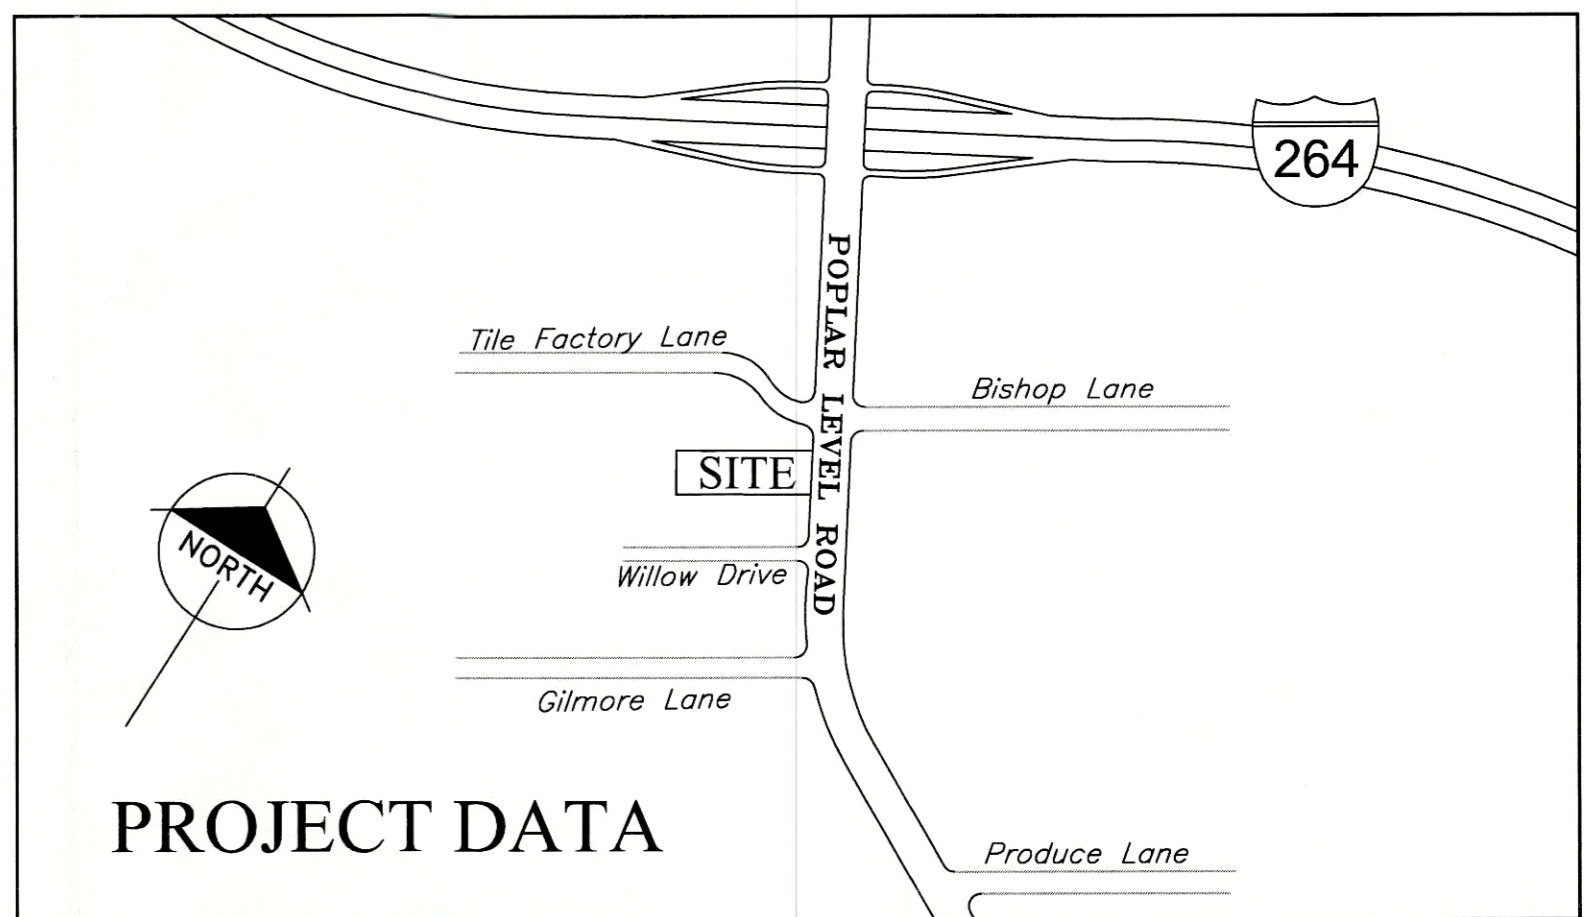 264
POPLAR LEVEL ROAD
Tile Factory Lane
Bishop Lane
SITE
NORTH
Willow Drive
Gilmore Lane
PROJECT DATA
Produce Lane